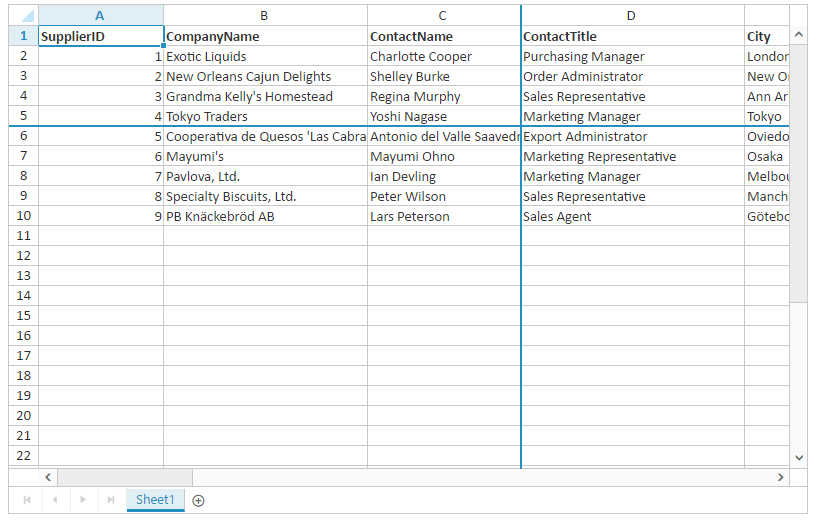 A B C D
1 SupplierID CompanyName ContactName ContactTitle City
2 1 Exotic Liquids Charlotte Cooper Purchasing Manager London
3 2 New Orleans Cajun Delights Shelley Burke Order Administrator New O
4 3 Grandma Kelly's Homestead Regina Murphy Sales Representative Ann Ar
5 4 Tokyo Traders Yoshi Nagase Marketing Manager Tokyo
6 5 Cooperativa de Quesos 'Las Cabra Antonio del Valle Saaved Export Administrator Oviedo
7 6 Mayumi's Mayumi Ohno Marketing Representative Osaka
8 7 Pavlova, Ltd. Ian Devling Marketing Manager Melbou
9 8 Specialty Biscuits, Ltd. Peter Wilson Sales Representative Manch
10 9 PB Knäckebröd AB Lars Peterson Sales Agent Götebo
11
12
13
14
15
16
17
18
19
20
21
22
Sheet1